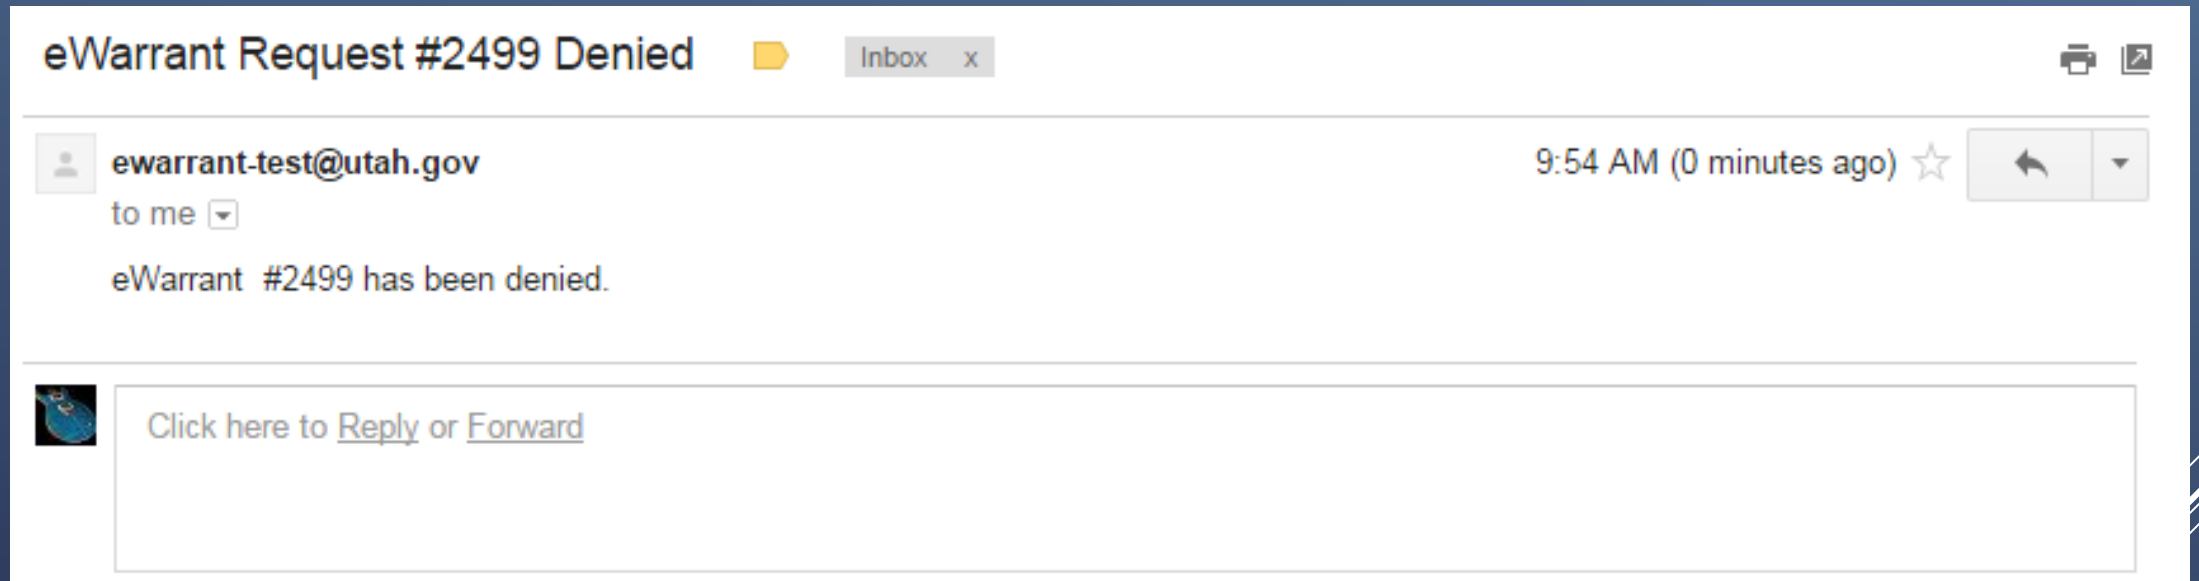 eWarrant Request #2499 Denied Inbox x
ewarrant-test@utah.gov 9:54 AM (0 minutes ago)
to me
eWarrant #2499 has been denied.
Click here to Reply or Forward